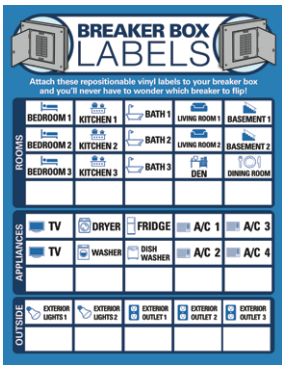 BREAKER BOX
LABELS
Attach these repositionable vinyl labels to your breaker box
and you'll never have to wonder which breaker to flip!
ROOMS
BEDROOM 1 KITCHEN 1 BATH 1 LIVING ROOM 1 BASEMENT 1
BEDROOM 2 KITCHEN 2 BATH 2 LIVING ROOM 2 BASEMENT 2
BEDROOM 3 KITCHEN 3 BATH 3 DEN DINING ROOM
APPLIANCES
TV DRYER FRIDGE A/C 1 A/C 3
TV WASHER DISH WASHER A/C 2 A/C 4
OUTSIDE
EXTERIOR LIGHTS 1 EXTERIOR LIGHTS 2 EXTERIOR OUTLET 1 EXTERIOR OUTLET 2 EXTERIOR OUTLET 3